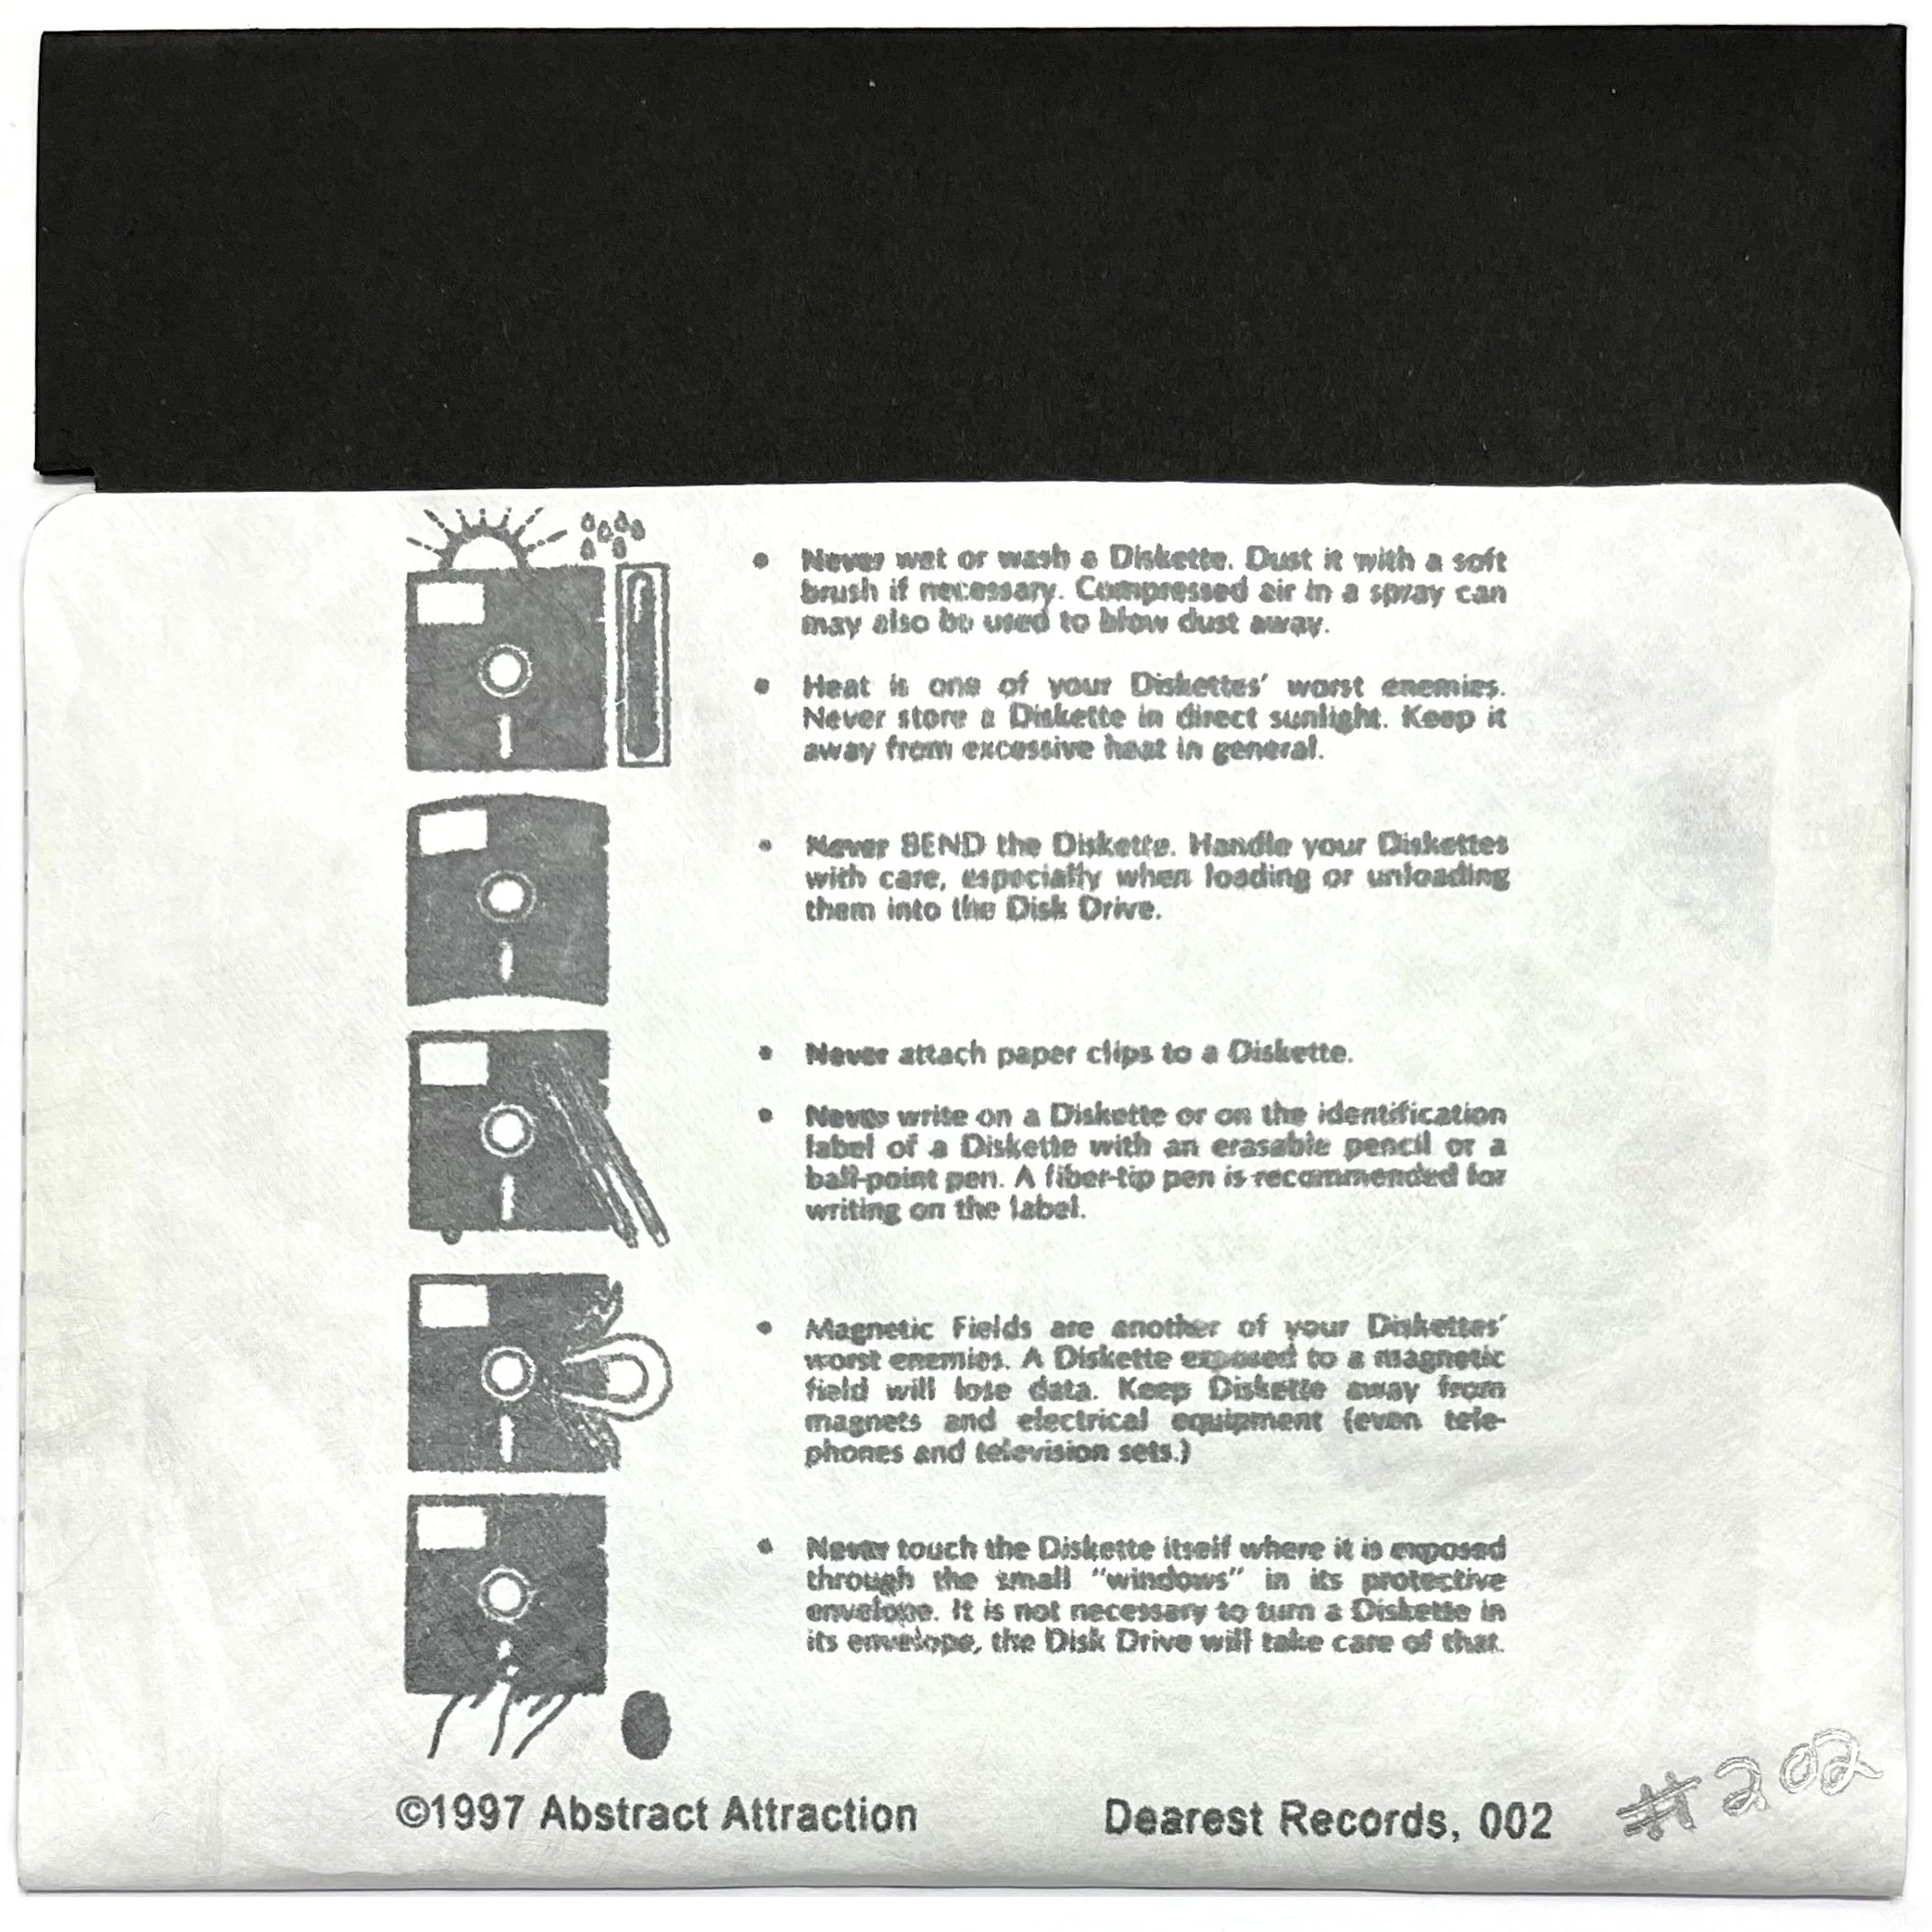 • Never wet or wash a Diskette. Dust it with a soft
brush if necessary. Compressed air in a spray can
may also be used to blow dust away.
• Heat is one of your Diskettes' worst enemies.
Never store a Diskette in direct sunlight. Keep it
away from excessive heat in general.
• Never BEND the Diskette. Handle your Diskettes
with care, especially when loading or unloading
them into the Disk Drive.
• Never attach paper clips to a Diskette.
• Never write on a Diskette or on the identification
label of a Diskette with an erasable pencil or a
ball-point pen. A fiber-tip pen is recommended for
writing on the label.
• Magnetic Fields are another of your Diskettes'
worst enemies. A Diskette exposed to a magnetic
field will lose data. Keep Diskette away from
magnets and electrical equipment (even tele-
phones and television sets.)
• Never touch the Diskette itself where it is exposed
through the small "windows" in its protective
envelope. It is not necessary to turn a Diskette in
its envelope, the Disk Drive will take care of that.
©1997 Abstract Attraction
Dearest Records, 002
#202